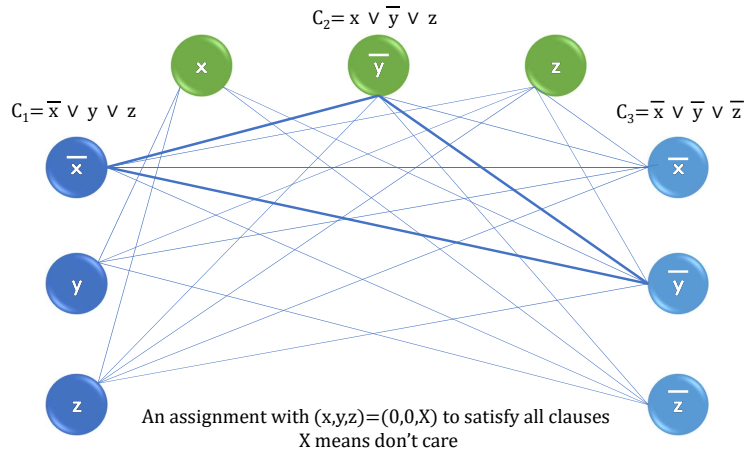 C₂= x ∨ y̅ ∨ z
x
y̅
z
C₁= x̅ ∨ y ∨ z
C₃= x̅ ∨ y̅ ∨ z̅
x̅
x̅
y
y̅
z
z̅
An assignment with (x,y,z)=(0,0,X) to satisfy all clauses
X means don’t care